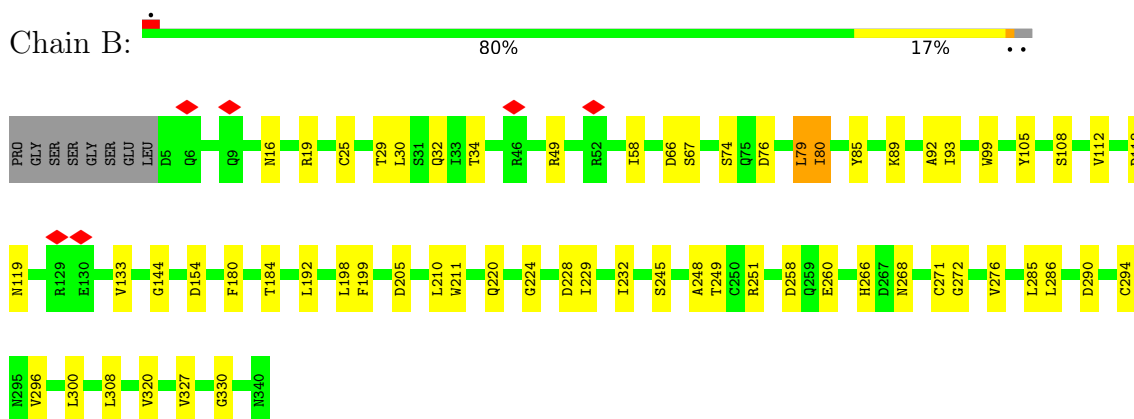 Chain B:
80%
17%
PRO GLY SER SER GLY SER GLU LEU D5 Q6 Q9 N16 R19 C25 T29 L30 S31 Q32 I33 T34 R46 R49 R52 I58 D66 S67 S74 Q75 D76 L79 I80 Y85 K89 A92 I93 W99 Y105 S108 V112
N119 R129 E130 V133 G144 D154 F180 T184 L192 L198 F199 D205 L210 W211 Q220 G224 D228 I229 I232 S245 A248 T249 C250 R251 D258 Q259 E260 H266 D267 N268 C271 G272 V276 L285 L286 D290 C294
N295 V296 L300 L308 V320 V327 G330 N340